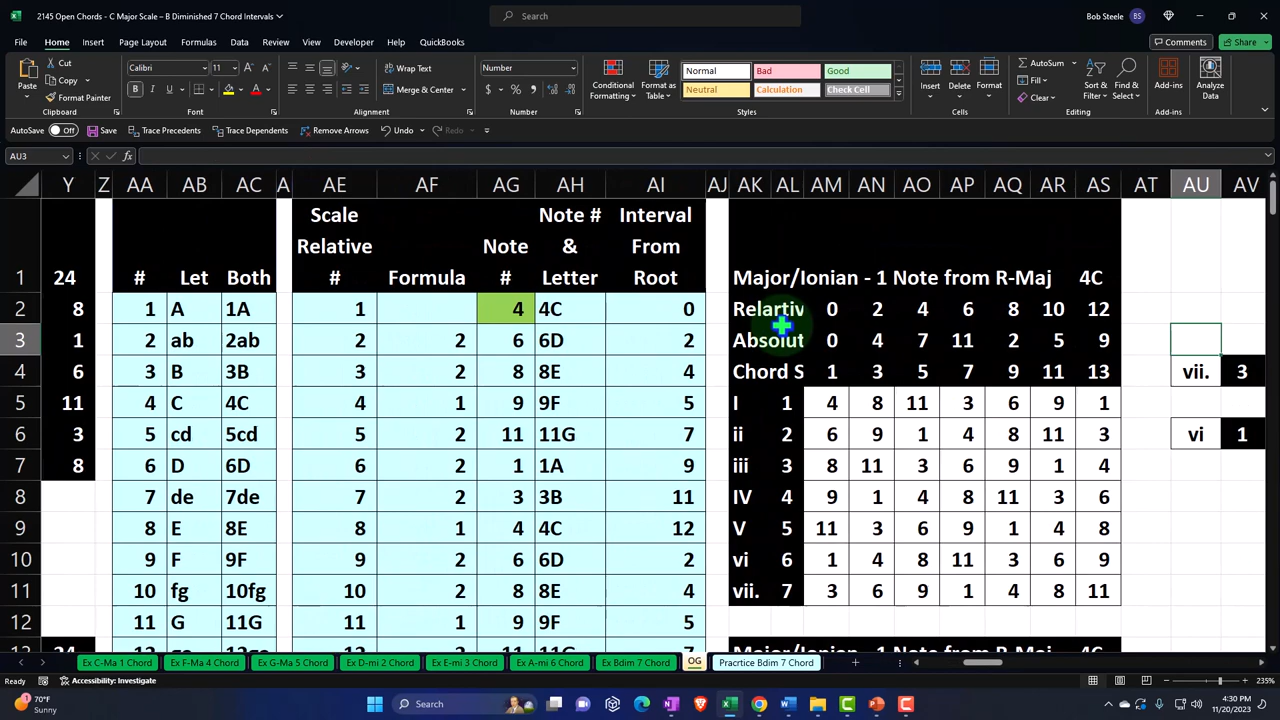 2145 Open Chords - C Major Scale – B Diminished 7 Chord Intervals
Search
Bob Steele BS
File Home Insert Page Layout Formulas Data Review View Developer Automate Help QuickBooks
Comments Share
Paste
Cut
Copy
Format Painter
Clipboard
Calibri 11
B I U
Font
Wrap Text
Merge & Center
Alignment
Number
$ % ,
Number
Conditional Formatting
Format as Table
Normal Bad Good
Neutral Calculation Check Cell
Styles
Insert Delete Format
Cells
AutoSum
Fill
Clear
Sort & Filter
Find & Select
Editing
Add-ins
Add-ins
Analyze Data
AutoSave Off Save Trace Precedents Trace Dependents Remove Arrows Undo Redo
AU3 fx
Y Z AA AB AC A AE AF AG AH AI AJ AK AL AM AN AO AP AQ AR AS AT AU AV
1 24 # Let Both Scale Relative # Formula Note # Note # & Letter Interval From Root Major/Ionian - 1 Note from R-Maj 4C
2 8 1 A 1A 1 4 4C 0 Relartiv 0 2 4 6 8 10 12
3 1 2 ab 2ab 2 2 6 6D 2 Absolut 0 4 7 11 2 5 9
4 6 3 B 3B 3 2 8 8E 4 Chord S 1 3 5 7 9 11 13 vii. 3
5 11 4 C 4C 4 1 9 9F 5 I 1 4 8 11 3 6 9 1
6 3 5 cd 5cd 5 2 11 11G 7 ii 2 6 9 1 4 8 11 3 vi 1
7 8 6 D 6D 6 2 1 1A 9 iii 3 8 11 3 6 9 1 4
8 7 de 7de 7 2 3 3B 11 IV 4 9 1 4 8 11 3 6
9 8 E 8E 8 1 4 4C 12 V 5 11 3 6 9 1 4 8
10 9 F 9F 9 2 6 6D 2 vi 6 1 4 8 11 3 6 9
11 10 fg 10fg 10 2 8 8E 4 vii. 7 3 6 9 1 4 8 11
12 11 G 11G 11 1 9 9F 5
Major/Ionian - 1 Note from R-Maj 4C
Ex C-Ma 1 Chord Ex F-Ma 4 Chord Ex G-Ma 5 Chord Ex D-mi 2 Chord Ex E-mi 3 Chord Ex A-mi 6 Chord Ex Bdim 7 Chord OG Pracrtice Bdim 7 Chord
Ready Accessibility: Investigate 235%
70°F
Sunny
Search
4:30 PM
11/20/2023